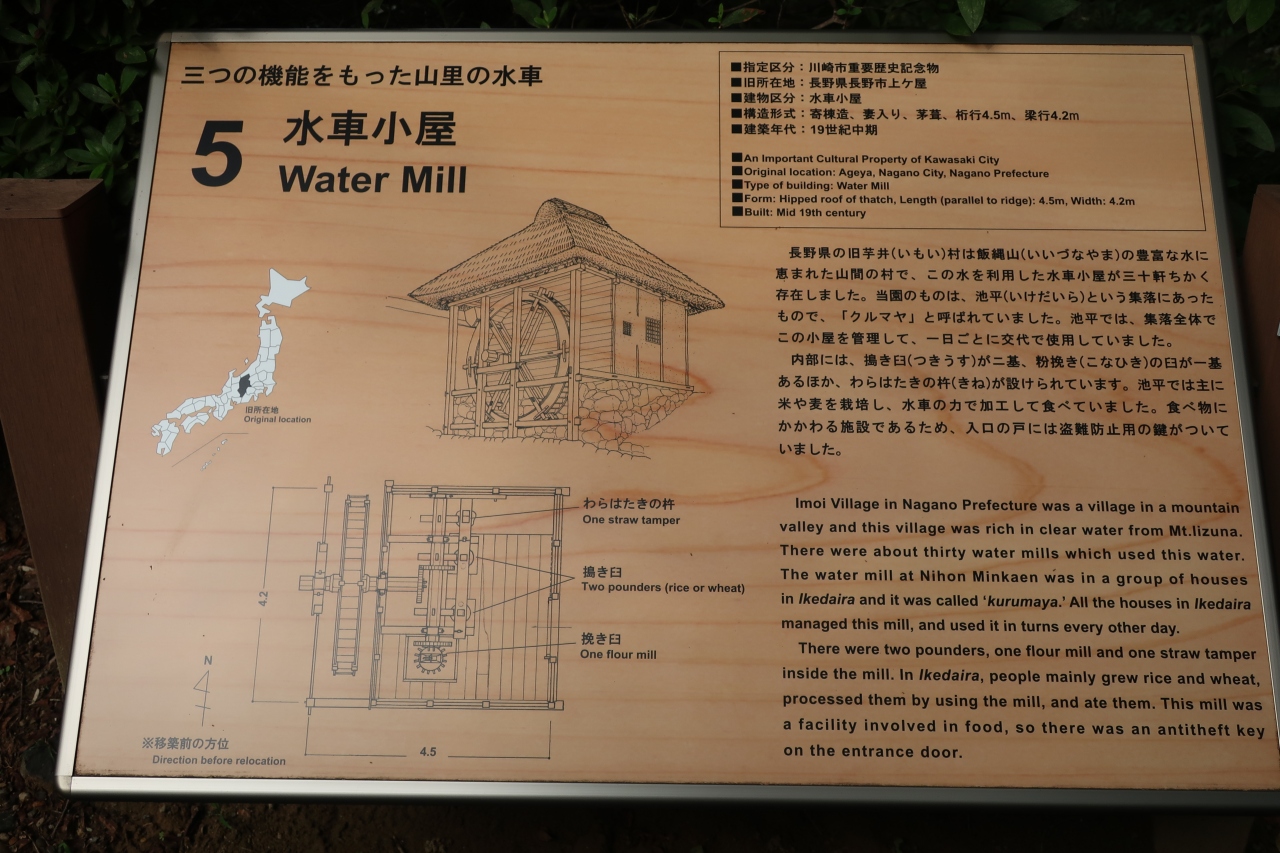 三つの機能をもった山里の水車
5
水車小屋
Water Mill
■指定区分：川崎市重要歴史記念物
■旧所在地：長野県長野市上ケ屋
■建物区分：水車小屋
■構造形式：寄棟造、妻入り、茅葺、桁行4.5m、梁行4.2m
■建築年代：19世紀中期
■An Important Cultural Property of Kawasaki City
■Original location: Ageya, Nagano City, Nagano Prefecture
■Type of building: Water Mill
■Form: Hipped roof of thatch, Length (parallel to ridge): 4.5m, Width: 4.2m
■Built: Mid 19th century
旧所在地
Original location
長野県の旧芋井(いもい)村は飯縄山(いいづなやま)の豊富な水に
恵まれた山間の村で、この水を利用した水車小屋が三十軒ちかく
存在しました。当園のものは、池平(いけだいら)という集落にあった
もので、「クルマヤ」と呼ばれていました。池平では、集落全体で
この小屋を管理して、一日ごとに交代で使用していました。
内部には、搗き臼(つきうす)が二基、粉挽き(こなひき)の臼が一基
あるほか、わらはたきの杵(きね)が設けられています。池平では主に
米や麦を栽培し、水車の力で加工して食べていました。食べ物に
かかわる施設であるため、入口の戸には盗難防止用の鍵がついて
いました。
Imoi Village in Nagano Prefecture was a village in a mountain
valley and this village was rich in clear water from Mt.Iizuna.
There were about thirty water mills which used this water.
The water mill at Nihon Minkaen was in a group of houses
in Ikedaira and it was called ‘kurumaya.’ All the houses in Ikedaira
managed this mill, and used it in turns every other day.
There were two pounders, one flour mill and one straw tamper
inside the mill. In Ikedaira, people mainly grew rice and wheat,
processed them by using the mill, and ate them. This mill was
a facility involved in food, so there was an antitheft key
on the entrance door.
わらはたきの杵
One straw tamper
搗き臼
Two pounders (rice or wheat)
挽き臼
One flour mill
4.2
4.5
N
※移築前の方位
Direction before relocation